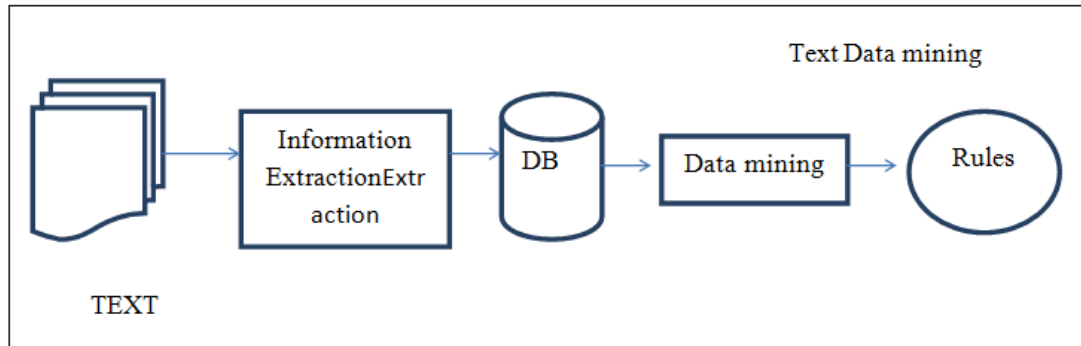 Text Data mining
Information
ExtractionExtr
action
DB
Data mining
Rules
TEXT